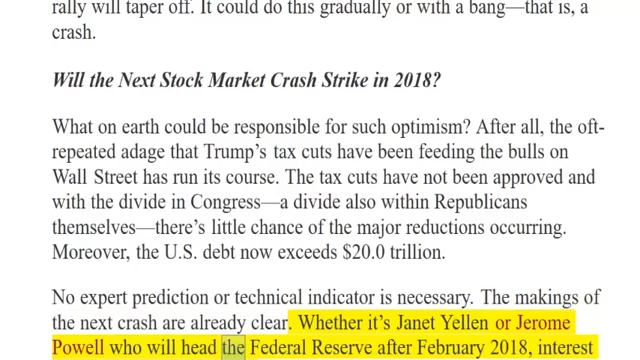 rally will taper off. It could do this gradually or with a bang—that is, a
crash.
Will the Next Stock Market Crash Strike in 2018?
What on earth could be responsible for such optimism? After all, the oft-
repeated adage that Trump’s tax cuts have been feeding the bulls on
Wall Street has run its course. The tax cuts have not been approved and
with the divide in Congress—a divide also within Republicans
themselves—there’s little chance of the major reductions occurring.
Moreover, the U.S. debt now exceeds $20.0 trillion.
No expert prediction or technical indicator is necessary. The makings of
the next crash are already clear. Whether it’s Janet Yellen or Jerome
Powell who will head the Federal Reserve after February 2018, interest